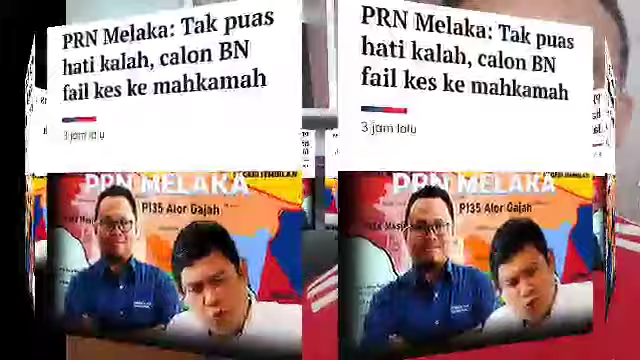 PRN Melaka: Tak puas
hati kalah, calon BN
fail kes ke mahkamah
3 jam lalu
PRN MELAKA
P135 Alor Gajah
PRN Melaka: Tak puas
hati kalah, calon BN
fail kes ke mahkamah
3 jam lalu
PRN MELAKA
P135 Alor Gajah